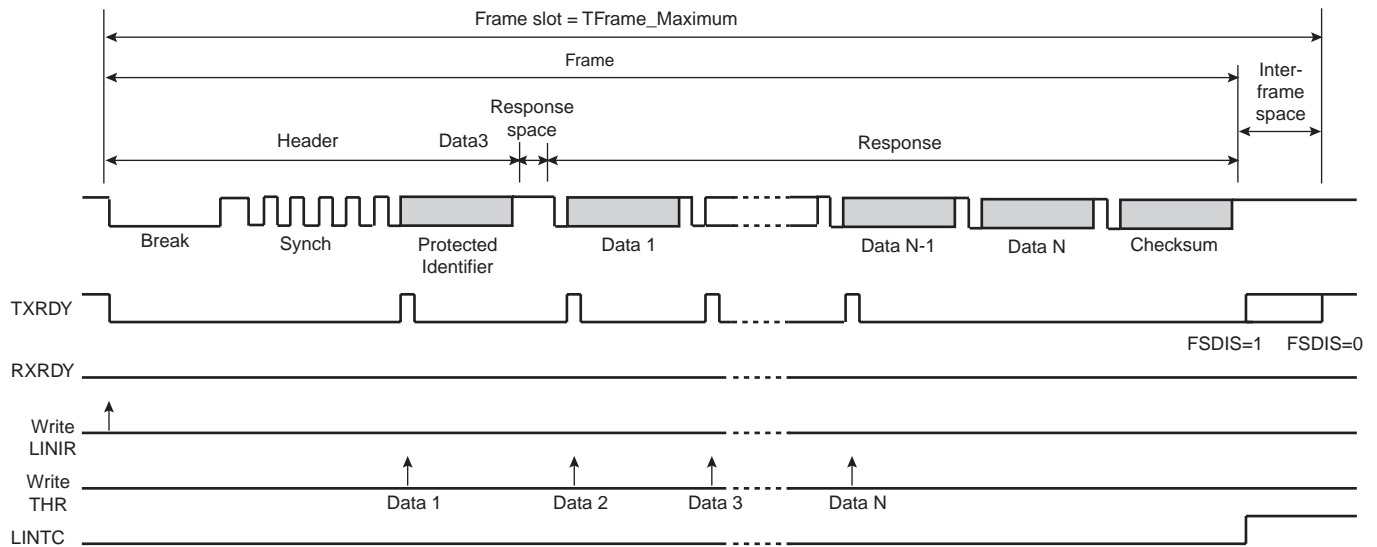 Frame slot = TFrame_Maximum
Frame
Inter-
frame
space
Response
space
Header
Data3
Response
Break
Synch
Protected
Identifier
Data 1
Data N-1
Data N
Checksum
TXRDY
FSDIS=1
FSDIS=0
RXRDY
Write
LINIR
Write
THR
Data 1
Data 2
Data 3
Data N
LINTC